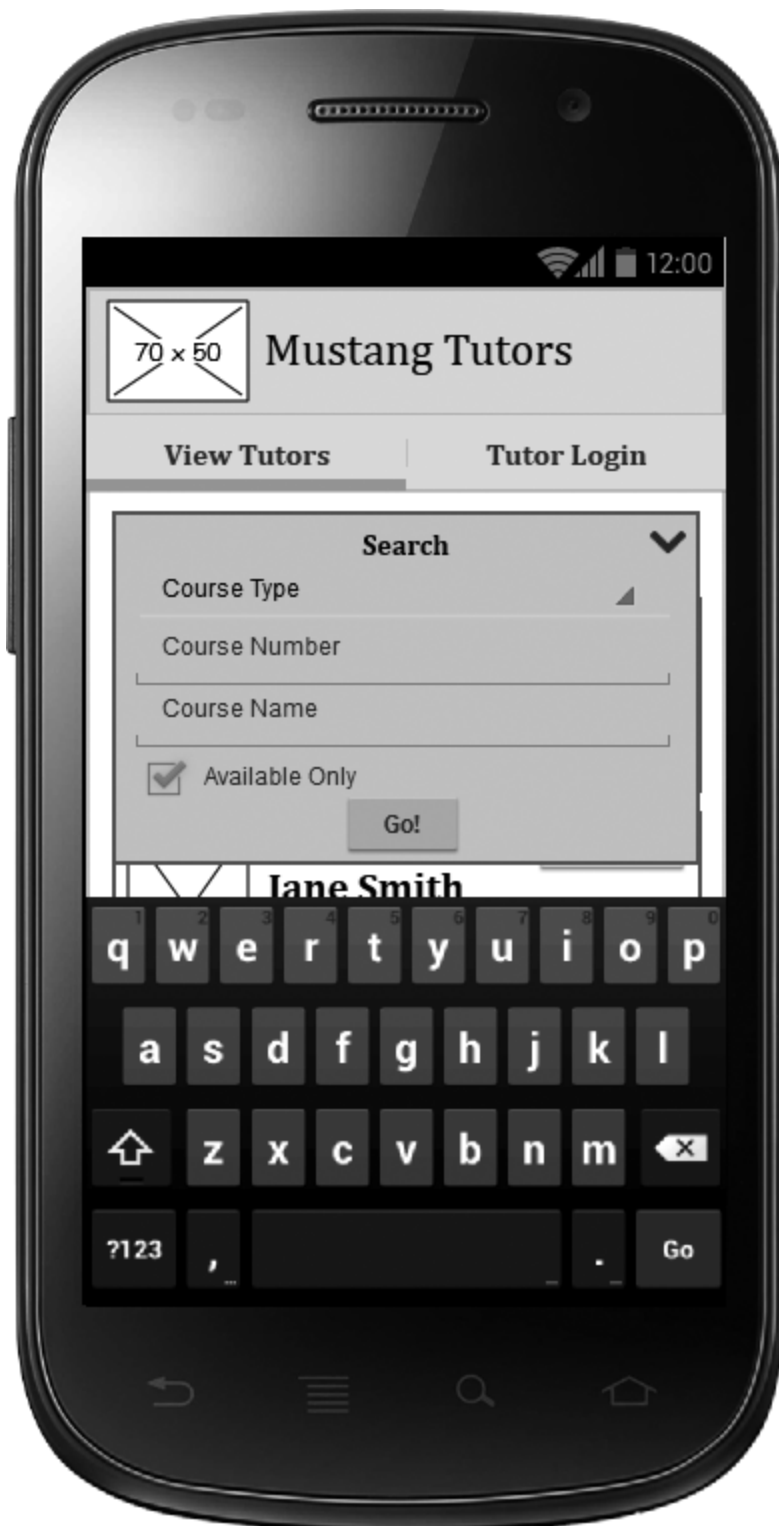 12:00
70 x 50 Mustang Tutors
View Tutors Tutor Login
Search
Course Type
Course Number
Course Name
Available Only
Go!
Jane Smith
1 2 3 4 5 6 7 8 9 0
q w e r t y u i o p
a s d f g h j k l
z x c v b n m
?123 , . Go